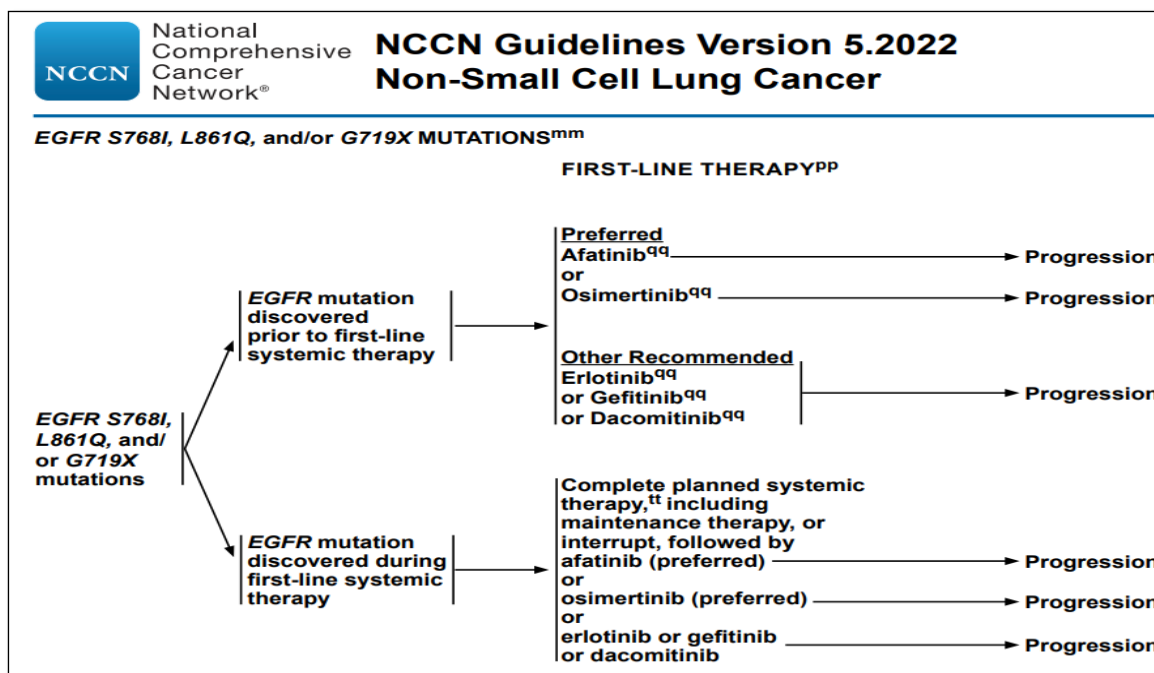 NCCN
National
Comprehensive
Cancer
Network®
NCCN Guidelines Version 5.2022
Non-Small Cell Lung Cancer
EGFR S768I, L861Q, and/or G719X MUTATIONSmm
FIRST-LINE THERAPYpp
EGFR S768I,
L861Q, and/
or G719X
mutations
EGFR mutation
discovered
prior to first-line
systemic therapy
Preferred
Afatinibqq
Progression
or
Osimertinibqq
Progression
Other Recommended
Erlotinibqq
or Gefitinibqq
or Dacomitinibqq
Progression
EGFR mutation
discovered during
first-line systemic
therapy
Complete planned systemic
therapy,tt including
maintenance therapy, or
interrupt, followed by
afatinib (preferred)
Progression
or
osimertinib (preferred)
Progression
or
erlotinib or gefitinib
or dacomitinib
Progression